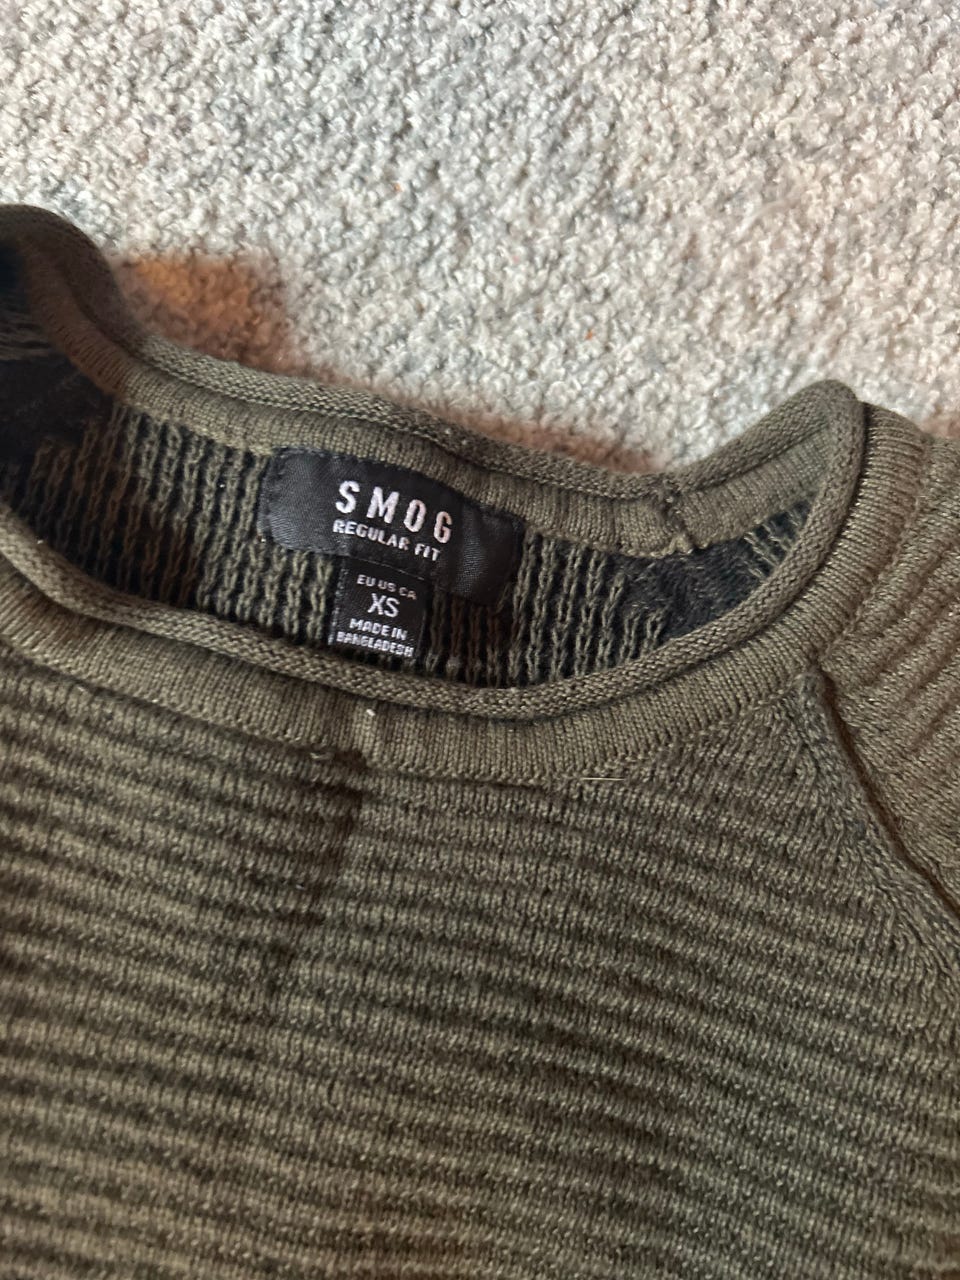 SMOG
REGULAR FIT
EU US CA
XS
MADE IN
BANGLADESH